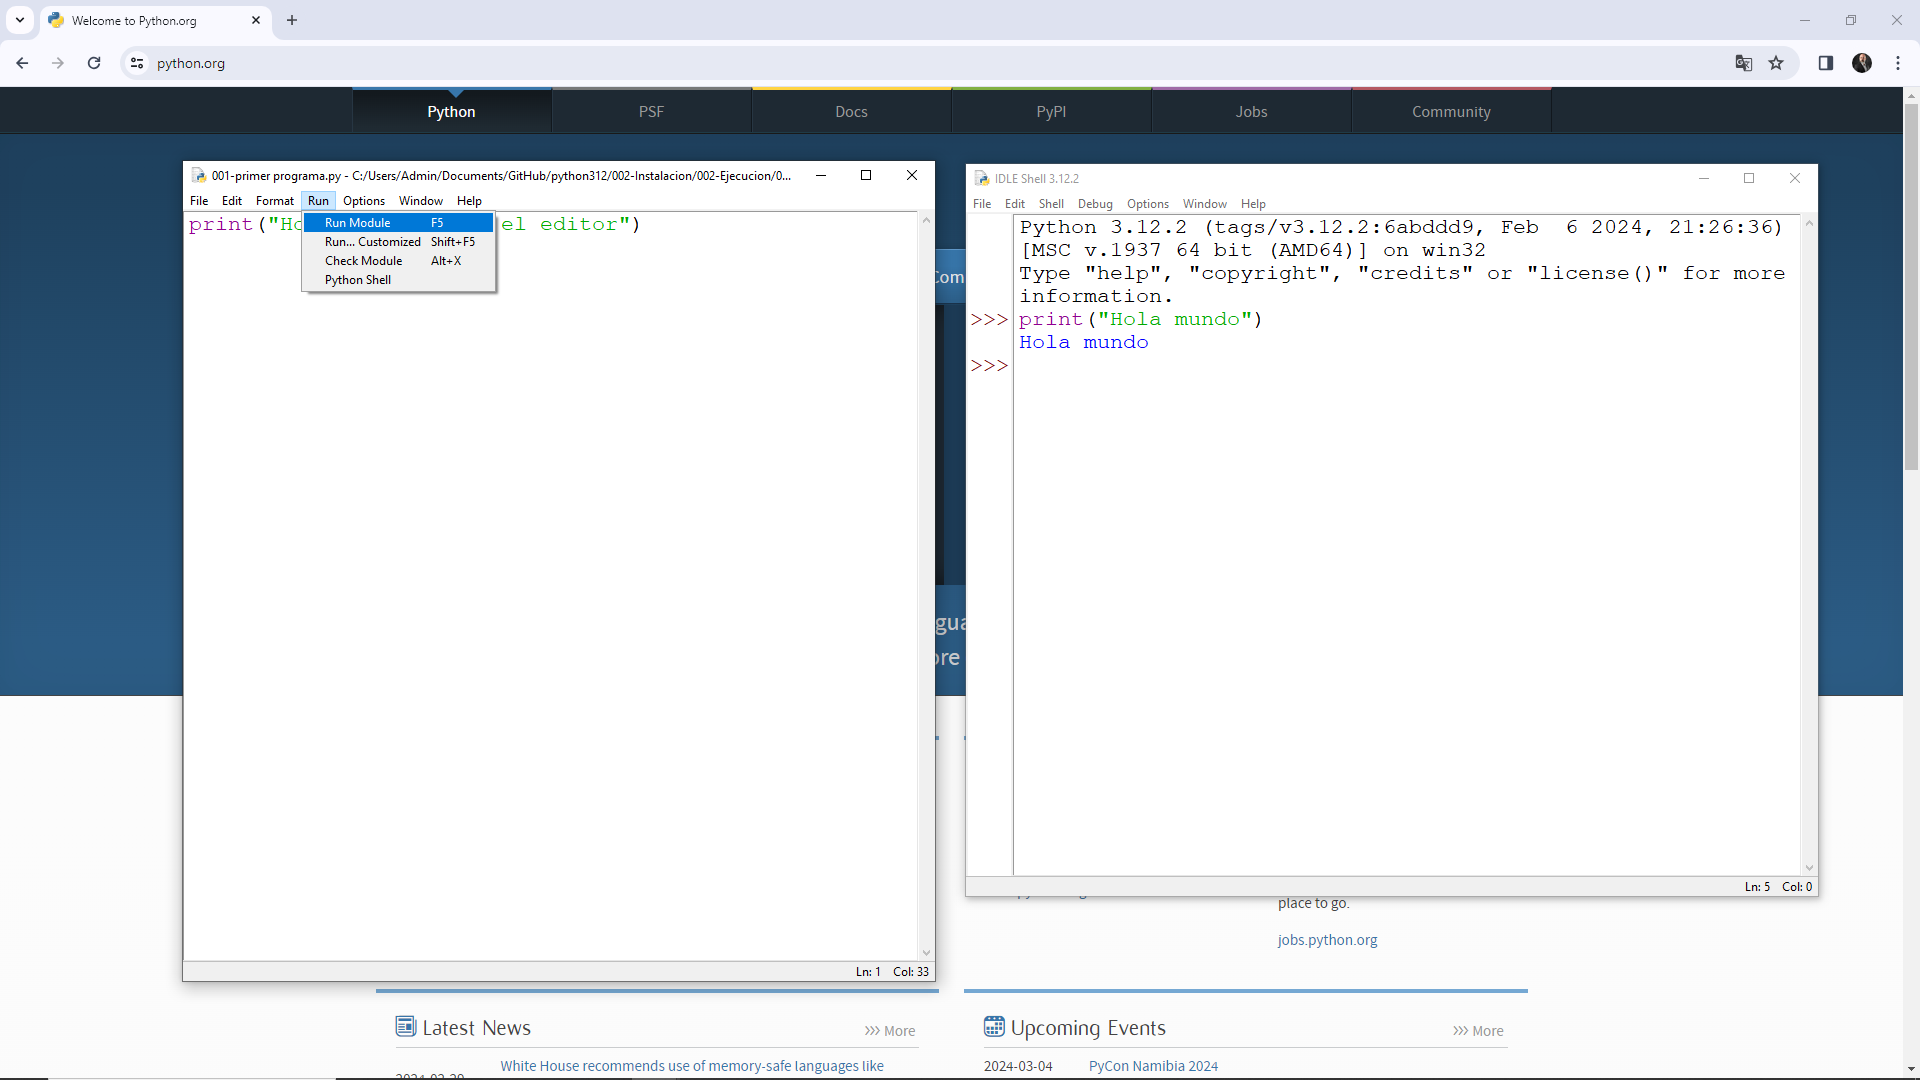 Welcome to Python.org
python.org
Python PSF Docs PyPI Jobs Community
001-primer programa.py - C:/Users/Admin/Documents/GitHub/python312/002-Instalacion/002-Ejecucion/0...
File Edit Format Run Options Window Help
print("Ho el editor")
Run Module F5
Run... Customized Shift+F5
Check Module Alt+X
Python Shell
Ln: 1 Col: 33
IDLE Shell 3.12.2
File Edit Shell Debug Options Window Help
Python 3.12.2 (tags/v3.12.2:6abddd9, Feb 6 2024, 21:26:36)
[MSC v.1937 64 bit (AMD64)] on win32
Type "help", "copyright", "credits" or "license()" for more
information.
>>> print("Hola mundo")
Hola mundo
>>>
Ln: 5 Col: 0
Com
gua
ore
place to go.
jobs.python.org
Latest News
>>> More
White House recommends use of memory-safe languages like
Upcoming Events
>>> More
2024-03-04 PyCon Namibia 2024